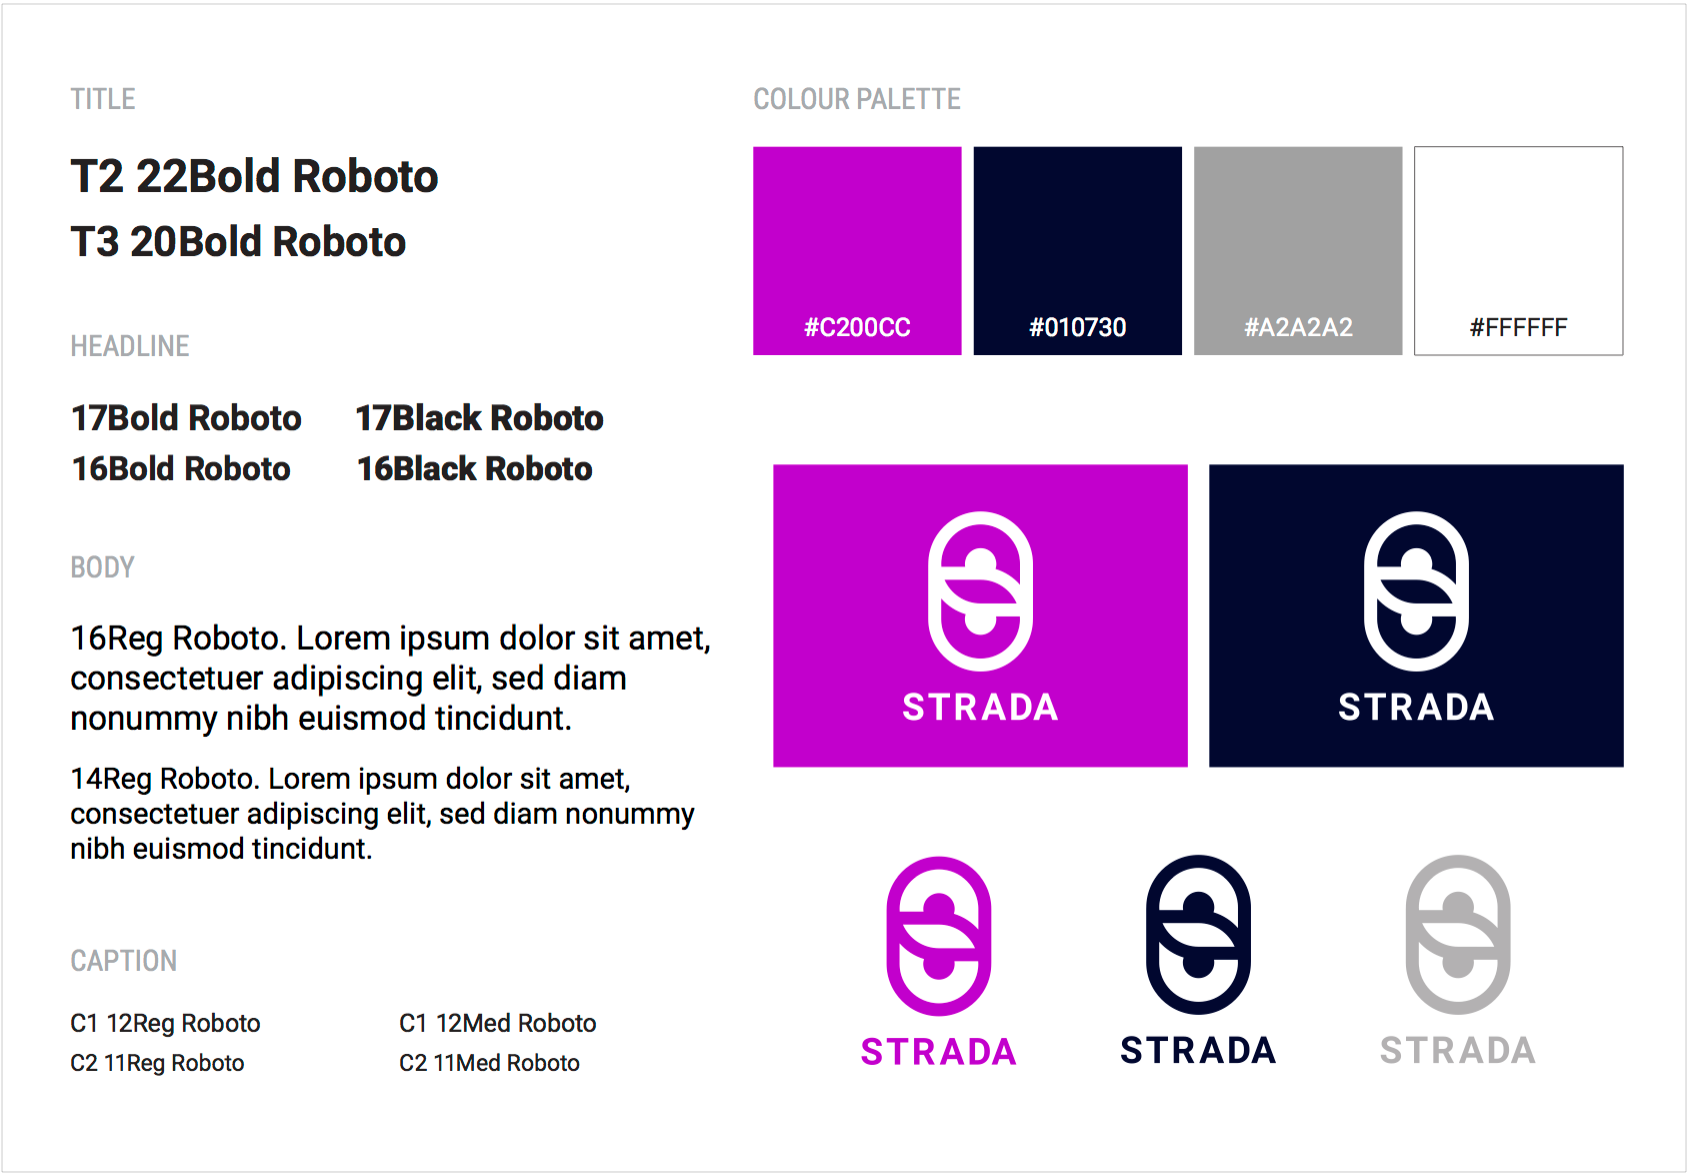 TITLE
T2 22Bold Roboto
T3 20Bold Roboto
HEADLINE
17Bold Roboto
17Black Roboto
16Bold Roboto
16Black Roboto
BODY
16Reg Roboto. Lorem ipsum dolor sit amet,
consectetuer adipiscing elit, sed diam
nonummy nibh euismod tincidunt.
14Reg Roboto. Lorem ipsum dolor sit amet,
consectetuer adipiscing elit, sed diam nonummy
nibh euismod tincidunt.
CAPTION
C1 12Reg Roboto
C1 12Med Roboto
C2 11Reg Roboto
C2 11Med Roboto
COLOUR PALETTE
#C200CC
#010730
#A2A2A2
#FFFFFF
STRADA
STRADA
STRADA
STRADA
STRADA